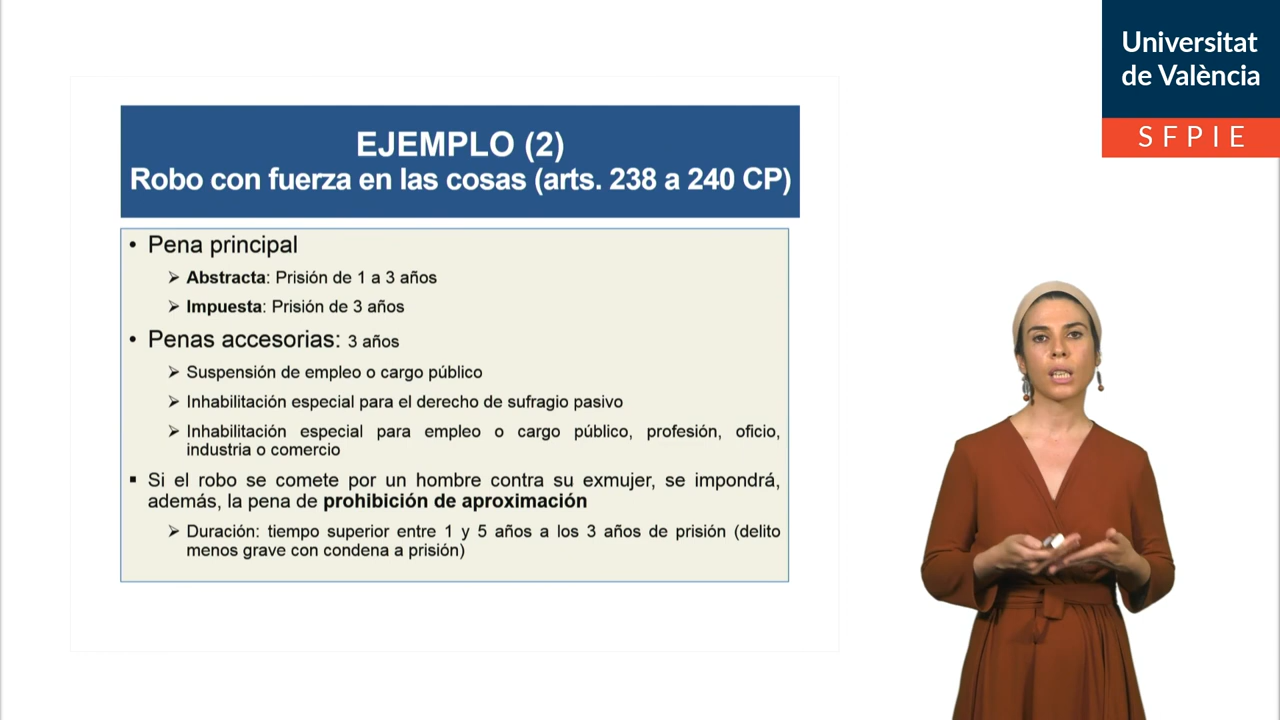 Universitat
de València
SFPIE
EJEMPLO (2)
Robo con fuerza en las cosas (arts. 238 a 240 CP)
• Pena principal
➢ Abstracta: Prisión de 1 a 3 años
➢ Impuesta: Prisión de 3 años
• Penas accesorias: 3 años
➢ Suspensión de empleo o cargo público
➢ Inhabilitación especial para el derecho de sufragio pasivo
➢ Inhabilitación especial para empleo o cargo público, profesión, oficio,
industria o comercio
▪ Si el robo se comete por un hombre contra su exmujer, se impondrá,
además, la pena de prohibición de aproximación
➢ Duración: tiempo superior entre 1 y 5 años a los 3 años de prisión (delito
menos grave con condena a prisión)